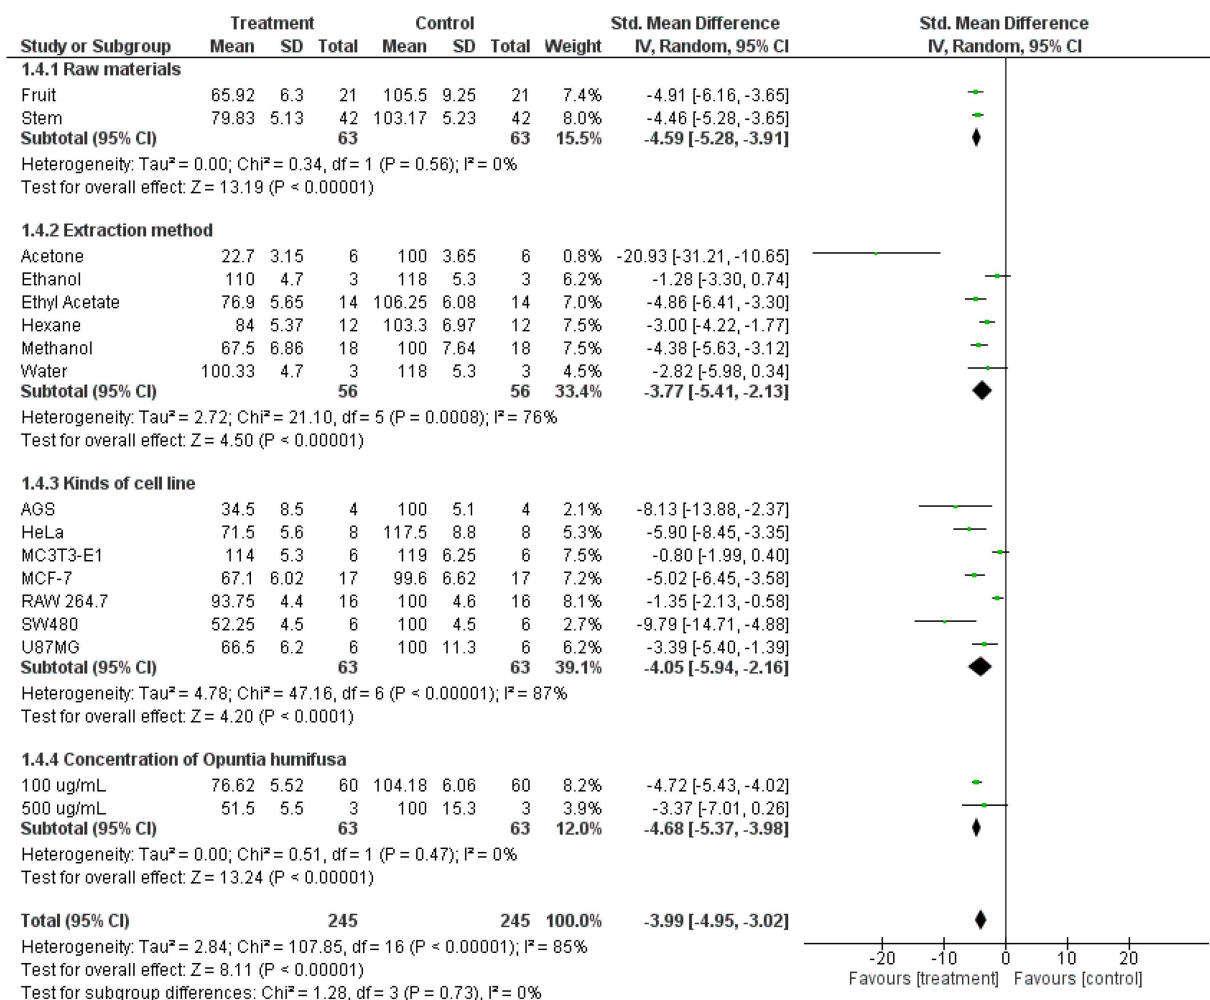 Treatment Control Std. Mean Difference Std. Mean Difference
Study or Subgroup Mean SD Total Mean SD Total Weight IV, Random, 95% CI IV, Random, 95% CI
1.4.1 Raw materials
Fruit 65.92 6.3 21 105.5 9.25 21 7.4% -4.91 [-6.16, -3.65]
Stem 79.83 5.13 42 103.17 5.23 42 8.0% -4.46 [-5.28, -3.65]
Subtotal (95% CI) 63 63 15.5% -4.59 [-5.28, -3.91]
Heterogeneity: Tau² = 0.00; Chi² = 0.34, df = 1 (P = 0.56); I² = 0%
Test for overall effect: Z = 13.19 (P < 0.00001)
1.4.2 Extraction method
Acetone 22.7 3.15 6 100 3.65 6 0.8% -20.93 [-31.21, -10.65]
Ethanol 110 4.7 3 118 5.3 3 6.2% -1.28 [-3.30, 0.74]
Ethyl Acetate 76.9 5.65 14 106.25 6.08 14 7.0% -4.86 [-6.41, -3.30]
Hexane 84 5.37 12 103.3 6.97 12 7.5% -3.00 [-4.22, -1.77]
Methanol 67.5 6.86 18 100 7.64 18 7.5% -4.38 [-5.63, -3.12]
Water 100.33 4.7 3 118 5.3 3 4.5% -2.82 [-5.98, 0.34]
Subtotal (95% CI) 56 56 33.4% -3.77 [-5.41, -2.13]
Heterogeneity: Tau² = 2.72; Chi² = 21.10, df = 5 (P = 0.0008); I² = 76%
Test for overall effect: Z = 4.50 (P < 0.00001)
1.4.3 Kinds of cell line
AGS 34.5 8.5 4 100 5.1 4 2.1% -8.13 [-13.88, -2.37]
HeLa 71.5 5.6 8 117.5 8.8 8 5.3% -5.90 [-8.45, -3.35]
MC3T3-E1 114 5.3 6 119 6.25 6 7.5% -0.80 [-1.99, 0.40]
MCF-7 67.1 6.02 17 99.6 6.62 17 7.2% -5.02 [-6.45, -3.58]
RAW 264.7 93.75 4.4 16 100 4.6 16 8.1% -1.35 [-2.13, -0.58]
SW480 52.25 4.5 6 100 4.5 6 2.7% -9.79 [-14.71, -4.88]
U87MG 66.5 6.2 6 100 11.3 6 6.2% -3.39 [-5.40, -1.39]
Subtotal (95% CI) 63 63 39.1% -4.05 [-5.94, -2.16]
Heterogeneity: Tau² = 4.78; Chi² = 47.16, df = 6 (P < 0.00001); I² = 87%
Test for overall effect: Z = 4.20 (P < 0.0001)
1.4.4 Concentration of Opuntia humifusa
100 ug/mL 76.62 5.52 60 104.18 6.06 60 8.2% -4.72 [-5.43, -4.02]
500 ug/mL 51.5 5.5 3 100 15.3 3 3.9% -3.37 [-7.01, 0.26]
Subtotal (95% CI) 63 63 12.0% -4.68 [-5.37, -3.98]
Heterogeneity: Tau² = 0.00; Chi² = 0.51, df = 1 (P = 0.47); I² = 0%
Test for overall effect: Z = 13.24 (P < 0.00001)
Total (95% CI) 245 245 100.0% -3.99 [-4.95, -3.02]
Heterogeneity: Tau² = 2.84; Chi² = 107.85, df = 16 (P < 0.00001); I² = 85%
Test for overall effect: Z = 8.11 (P < 0.00001)
Test for subgroup differences: Chi² = 1.28, df = 3 (P = 0.73), I² = 0%
-20 -10 0 10 20
Favours [treatment] Favours [control]